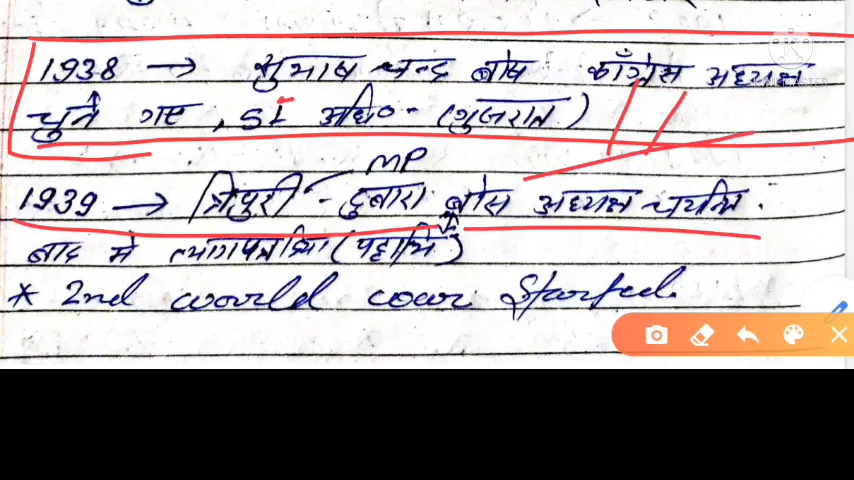 1938 → सुभाष चन्द्र बोस काँग्रेस अध्यक्ष
चुने गए, 51 अधि० - (गुजरात)
MP
1939 → त्रिपुरी - दुबारा बोस अध्यक्ष चयनित.
बाद में त्यागपत्र दिया (पट्टाभि)
* 2nd world war Started.